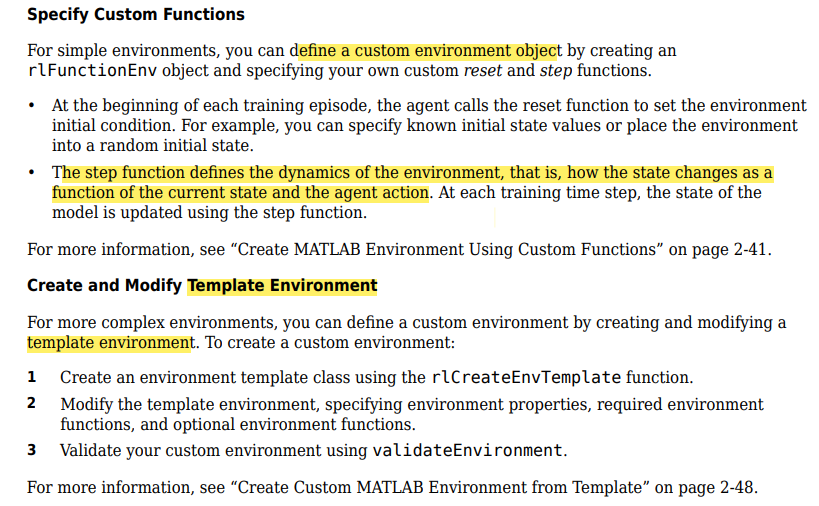 Specify Custom Functions
For simple environments, you can define a custom environment object by creating an
rlFunctionEnv object and specifying your own custom reset and step functions.
• At the beginning of each training episode, the agent calls the reset function to set the environment
initial condition. For example, you can specify known initial state values or place the environment
into a random initial state.
• The step function defines the dynamics of the environment, that is, how the state changes as a
function of the current state and the agent action. At each training time step, the state of the
model is updated using the step function.
For more information, see “Create MATLAB Environment Using Custom Functions” on page 2-41.
Create and Modify Template Environment
For more complex environments, you can define a custom environment by creating and modifying a
template environment. To create a custom environment:
1 Create an environment template class using the rlCreateEnvTemplate function.
2 Modify the template environment, specifying environment properties, required environment
functions, and optional environment functions.
3 Validate your custom environment using validateEnvironment.
For more information, see “Create Custom MATLAB Environment from Template” on page 2-48.